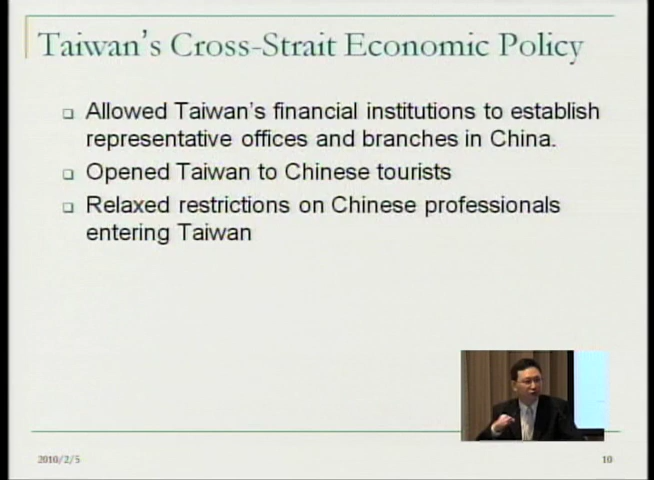 Taiwan's Cross-Strait Economic Policy
Allowed Taiwan's financial institutions to establish
representative offices and branches in China.
Opened Taiwan to Chinese tourists
Relaxed restrictions on Chinese professionals
entering Taiwan
2010/2/5
10